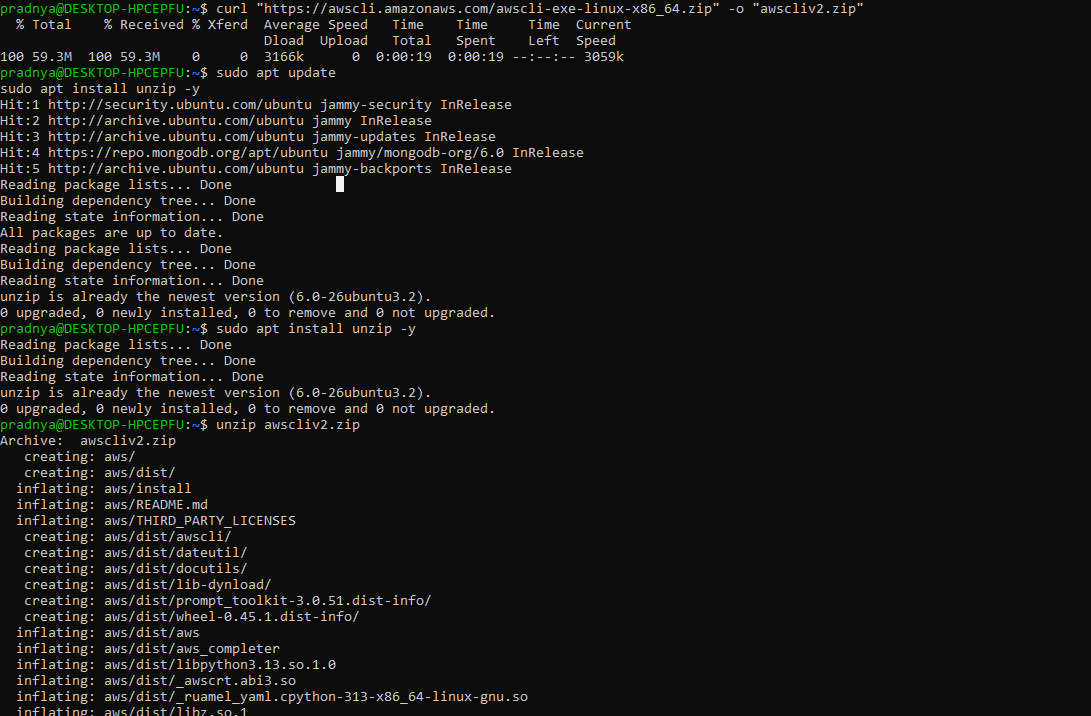 pradnya@DESKTOP-HPCEPFU:~$ curl "https://awscli.amazonaws.com/awscli-exe-linux-x86_64.zip" -o "awscliv2.zip"
  % Total    % Received % Xferd  Average Speed   Time    Time     Time  Current
                                 Dload  Upload   Total   Spent    Left  Speed
100 59.3M  100 59.3M    0     0  3166k      0  0:00:19  0:00:19 --:--:-- 3059k
pradnya@DESKTOP-HPCEPFU:~$ sudo apt update
sudo apt install unzip -y
Hit:1 http://security.ubuntu.com/ubuntu jammy-security InRelease
Hit:2 http://archive.ubuntu.com/ubuntu jammy InRelease
Hit:3 http://archive.ubuntu.com/ubuntu jammy-updates InRelease
Hit:4 https://repo.mongodb.org/apt/ubuntu jammy/mongodb-org/6.0 InRelease
Hit:5 http://archive.ubuntu.com/ubuntu jammy-backports InRelease
Reading package lists... Done
Building dependency tree... Done
Reading state information... Done
All packages are up to date.
Reading package lists... Done
Building dependency tree... Done
Reading state information... Done
unzip is already the newest version (6.0-26ubuntu3.2).
0 upgraded, 0 newly installed, 0 to remove and 0 not upgraded.
pradnya@DESKTOP-HPCEPFU:~$ sudo apt install unzip -y
Reading package lists... Done
Building dependency tree... Done
Reading state information... Done
unzip is already the newest version (6.0-26ubuntu3.2).
0 upgraded, 0 newly installed, 0 to remove and 0 not upgraded.
pradnya@DESKTOP-HPCEPFU:~$ unzip awscliv2.zip
Archive:  awscliv2.zip
   creating: aws/
   creating: aws/dist/
  inflating: aws/install
  inflating: aws/README.md
  inflating: aws/THIRD_PARTY_LICENSES
   creating: aws/dist/awscli/
   creating: aws/dist/dateutil/
   creating: aws/dist/docutils/
   creating: aws/dist/lib-dynload/
   creating: aws/dist/prompt_toolkit-3.0.51.dist-info/
   creating: aws/dist/wheel-0.45.1.dist-info/
  inflating: aws/dist/aws
  inflating: aws/dist/aws_completer
  inflating: aws/dist/libpython3.13.so.1.0
  inflating: aws/dist/_awscrt.abi3.so
  inflating: aws/dist/_ruamel_yaml.cpython-313-x86_64-linux-gnu.so
  inflating: aws/dist/libz.so.1